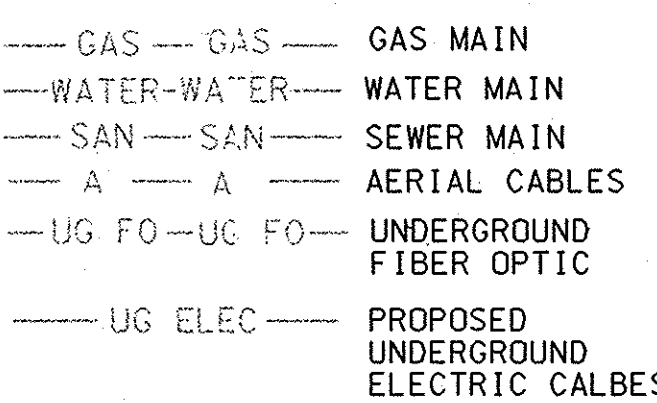 GAS GAS GAS MAIN
WATER-WATER WATER MAIN
SAN SAN SEWER MAIN
A A AERIAL CABLES
UG FO UG FO UNDERGROUND
FIBER OPTIC
UG ELEC PROPOSED
UNDERGROUND
ELECTRIC CALBES